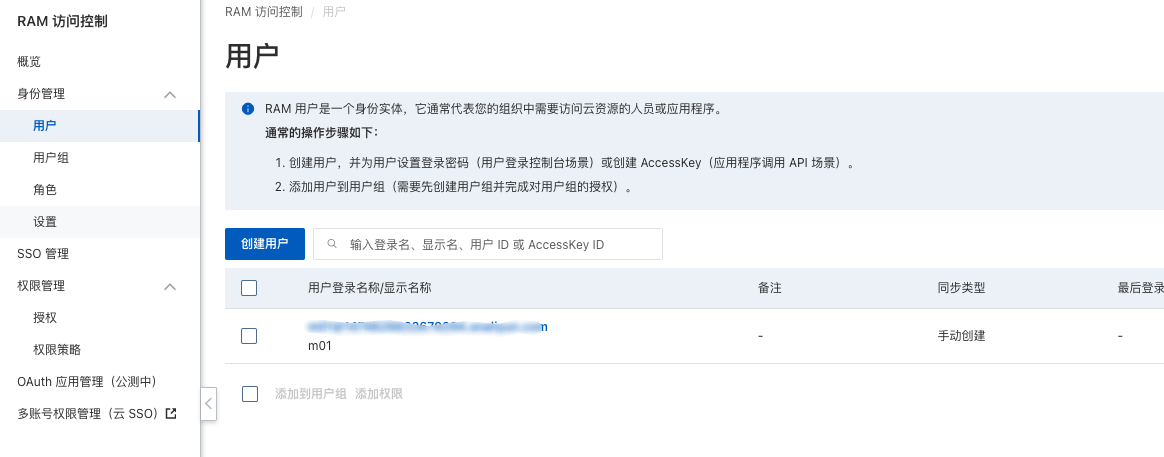 RAM 访问控制
概览
身份管理
用户
用户组
角色
设置
SSO 管理
权限管理
授权
权限策略
OAuth 应用管理（公测中）
多账号权限管理（云 SSO）
RAM 访问控制 / 用户
用户
RAM 用户是一个身份实体，它通常代表您的组织中需要访问云资源的人员或应用程序。
通常的操作步骤如下：
1. 创建用户，并为用户设置登录密码（用户登录控制台场景）或创建 AccessKey（应用程序调用 API 场景）。
2. 添加用户到用户组（需要先创建用户组并完成对用户组的授权）。
创建用户 输入登录名、显示名、用户 ID 或 AccessKey ID
用户登录名称/显示名称 备注 同步类型 最后登录
m01 - 手动创建 -
添加到用户组 添加权限